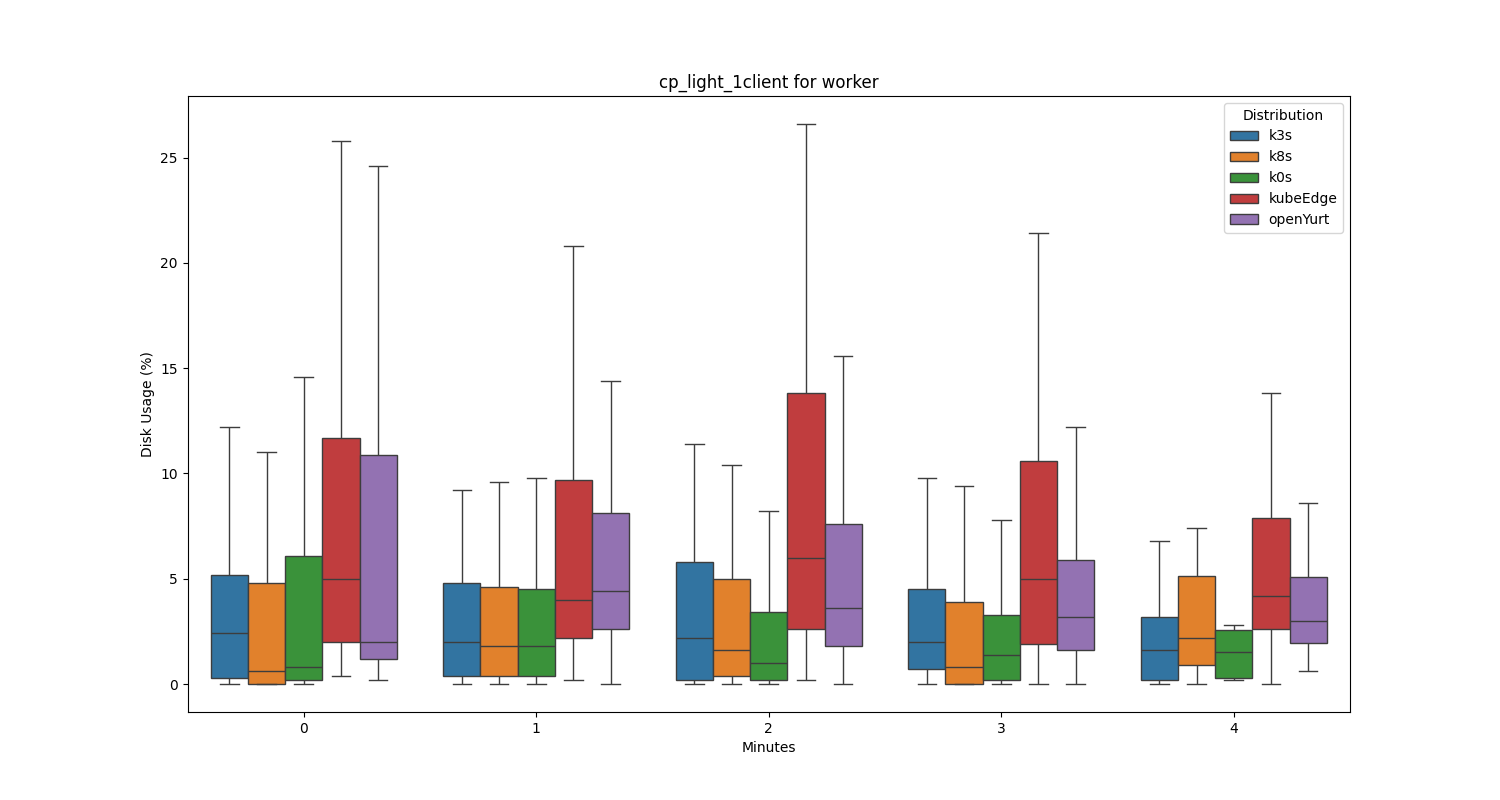 cp_light_1client for worker
Distribution
k3s
k8s
k0s
kubeEdge
openYurt
Disk Usage (%)
25
20
15
10
5
0
0 1 2 3 4
Minutes